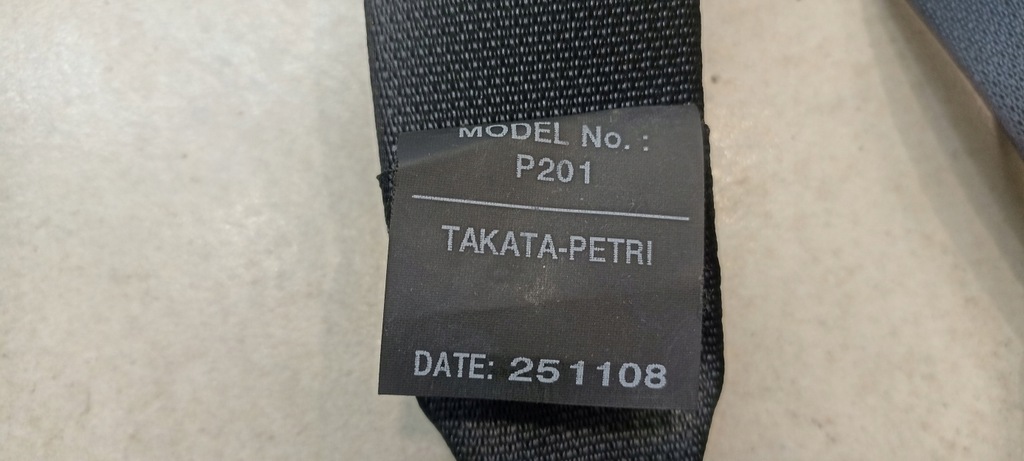 MODEL No. :
P201
TAKATA-PETRI
DATE: 251108